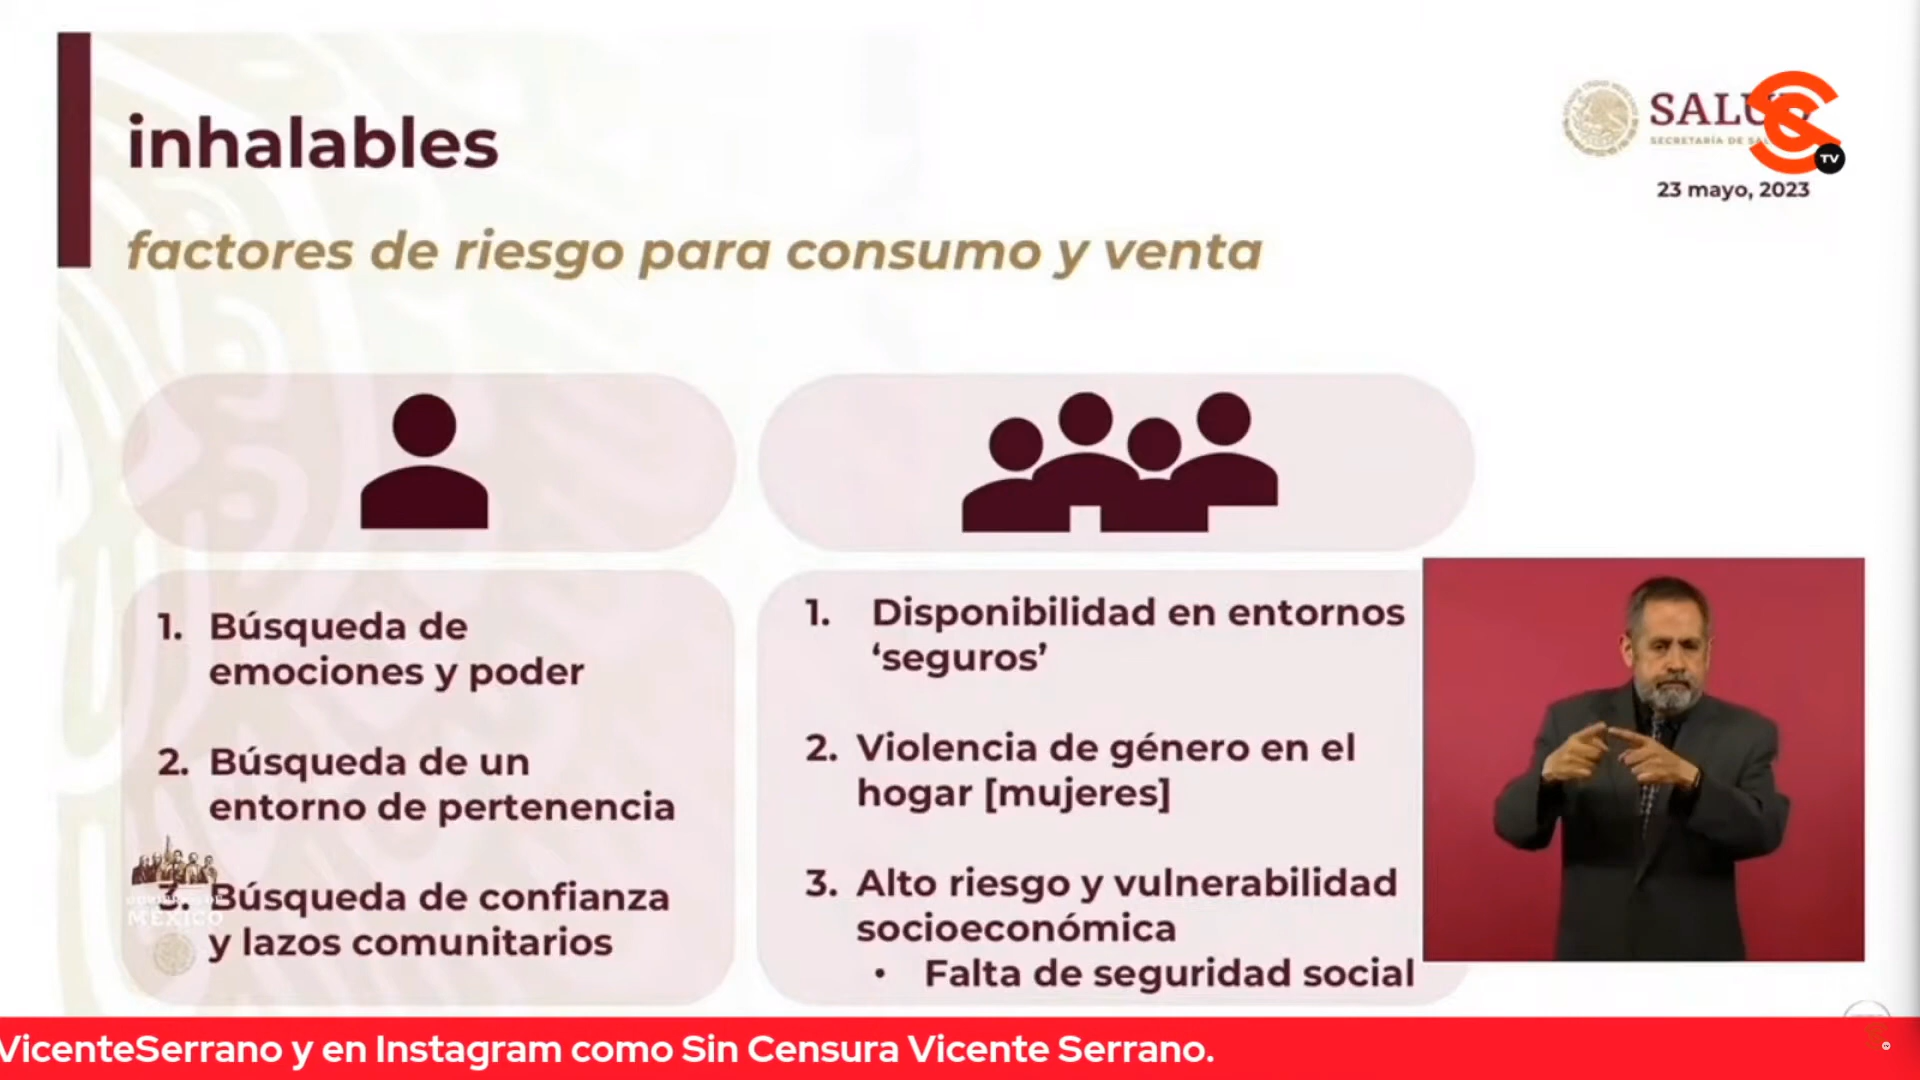 inhalables
factores de riesgo para consumo y venta
TV
23 mayo, 2023
1. Búsqueda de
emociones y poder
2. Búsqueda de un
entorno de pertenencia
3. Búsqueda de confianza
y lazos comunitarios
1. Disponibilidad en entornos
‘seguros’
2. Violencia de género en el
hogar [mujeres]
3. Alto riesgo y vulnerabilidad
socioeconómica
• Falta de seguridad social
MÉXICO
VicenteSerrano y en Instagram como Sin Censura Vicente Serrano.